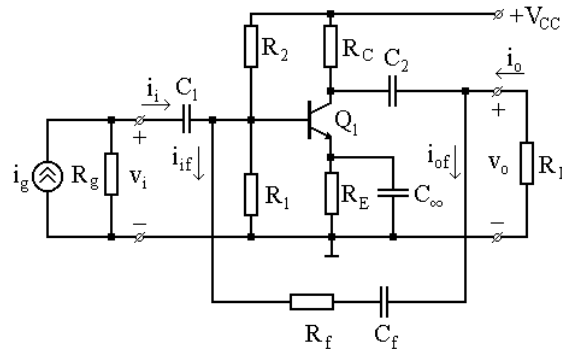 +V_CC
R_2
R_C
C_2
i_o
i_i
C_1
+
+
Q_1
i_if
i_of
i_g
R_g
v_i
R_1
R_E
C_∞
v_o
−
−
R_f
C_f